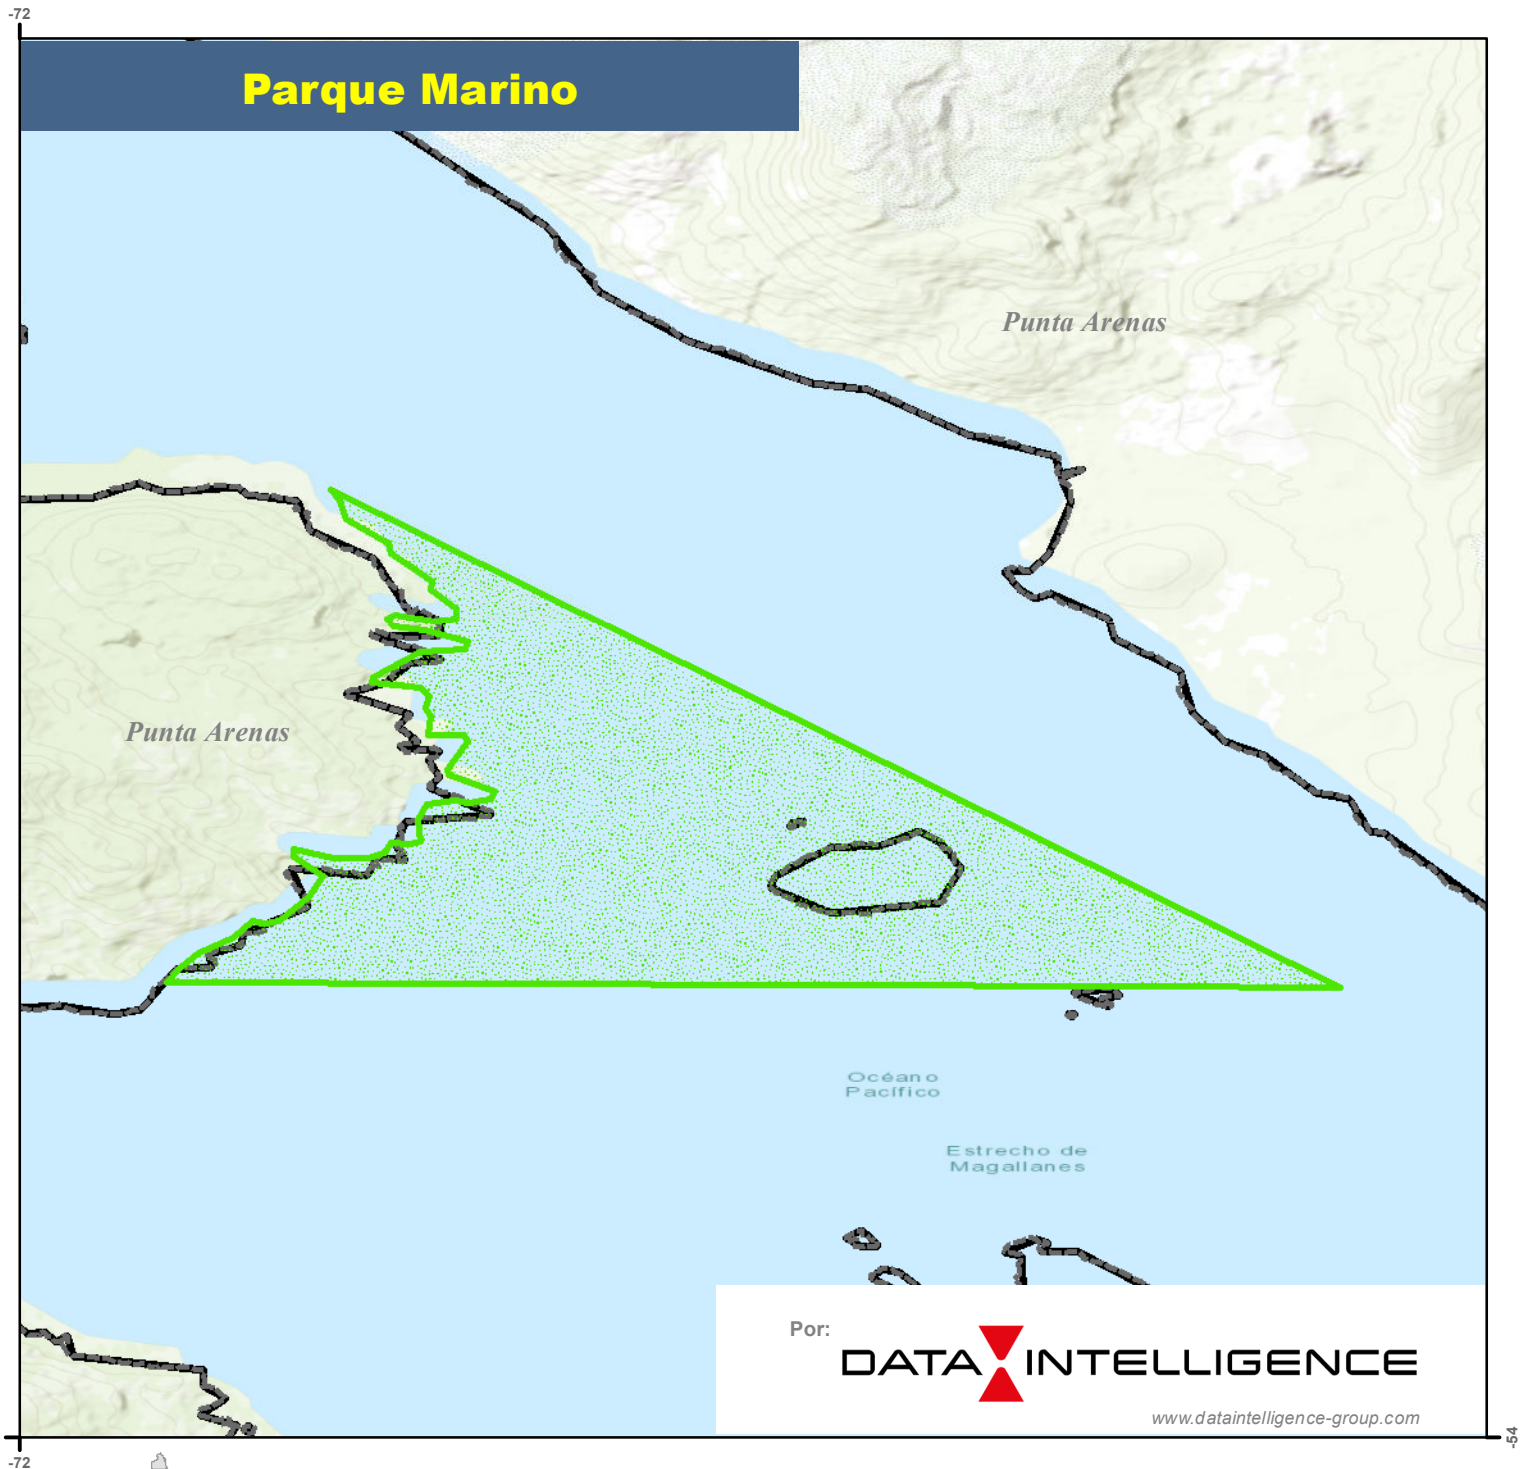 -72
Parque Marino
Punta Arenas
Punta Arenas
Océano
Pacífico
Estrecho de
Magallanes
Por:
DATA INTELLIGENCE
www.dataintelligence-group.com
-54
-72